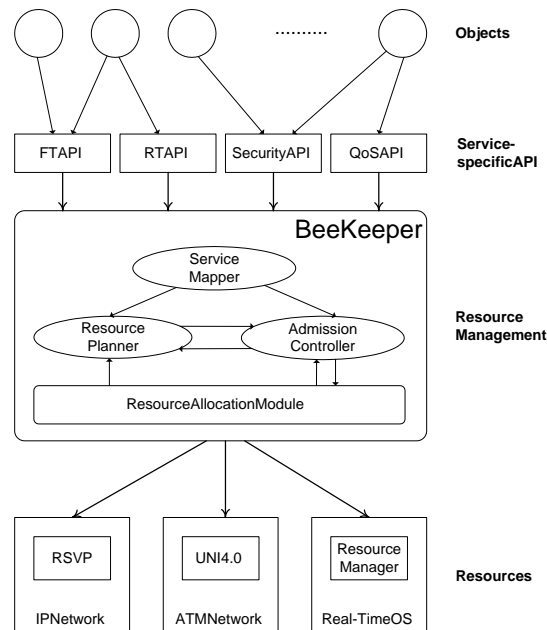 ..........
Objects
FTAPI
RTAPI
SecurityAPI
QoSAPI
Service-
specificAPI
BeeKeeper
Service
Mapper
Resource
Planner
Admission
Controller
Resource
Management
ResourceAllocationModule
RSVP
UNI4.0
Resource
Manager
Resources
IPNetwork
ATMNetwork
Real-TimeOS